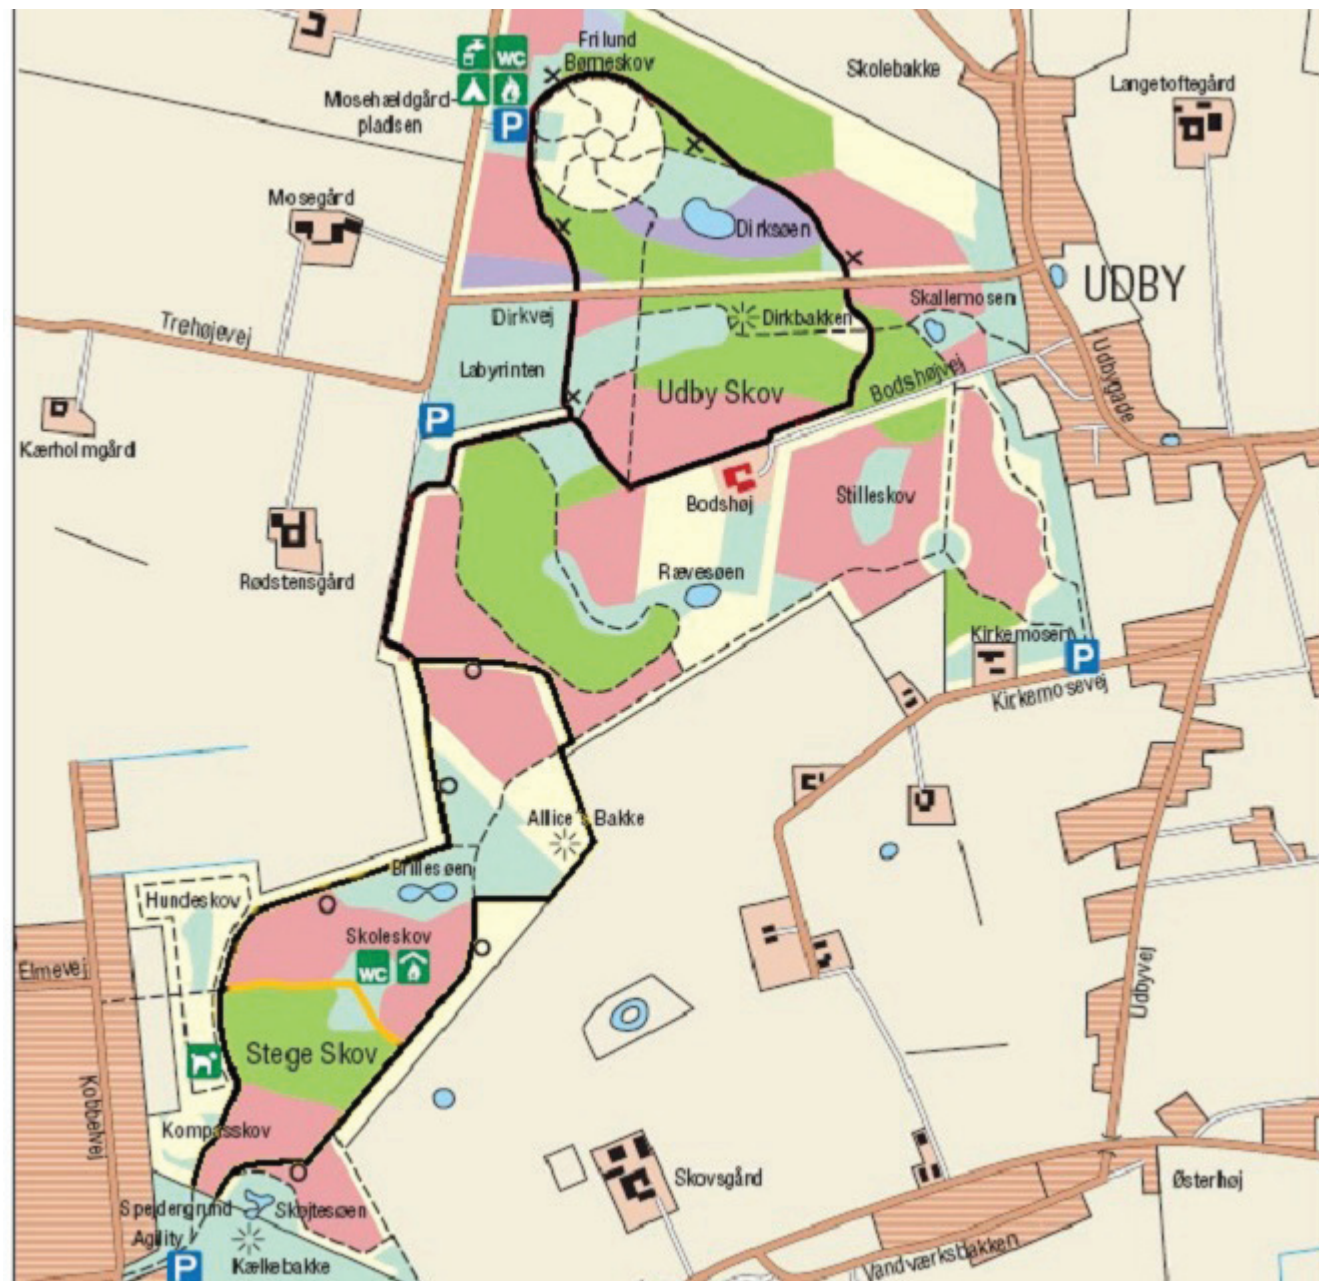 Frilund
Børneskov
WC
Skolebakke
Langetoftegård
Mosehældgård-
pladsen
P
Mosegård
Dirksøen
UDBY
Skallemosen
Dirkvej
Dirkbakken
Trehøjevej
Labyrinten
Udby Skov
Bodshøjvej
Udbygade
P
Kærholmgård
Bodshøj
Stilleskov
Rødstensgård
Rævesøen
Kirkemosen
P
Kirkemosevej
Allice's Bakke
Brillesøen
Hundeskov
Skoleskov
WC
Elmevej
Udbyvej
Stege Skov
Kobbelvej
Kompasskov
Skovsgård
Østerhøj
Spejdergrund
Skøjtesøen
Agility
P
Kælkebakke
Vandværksbakken